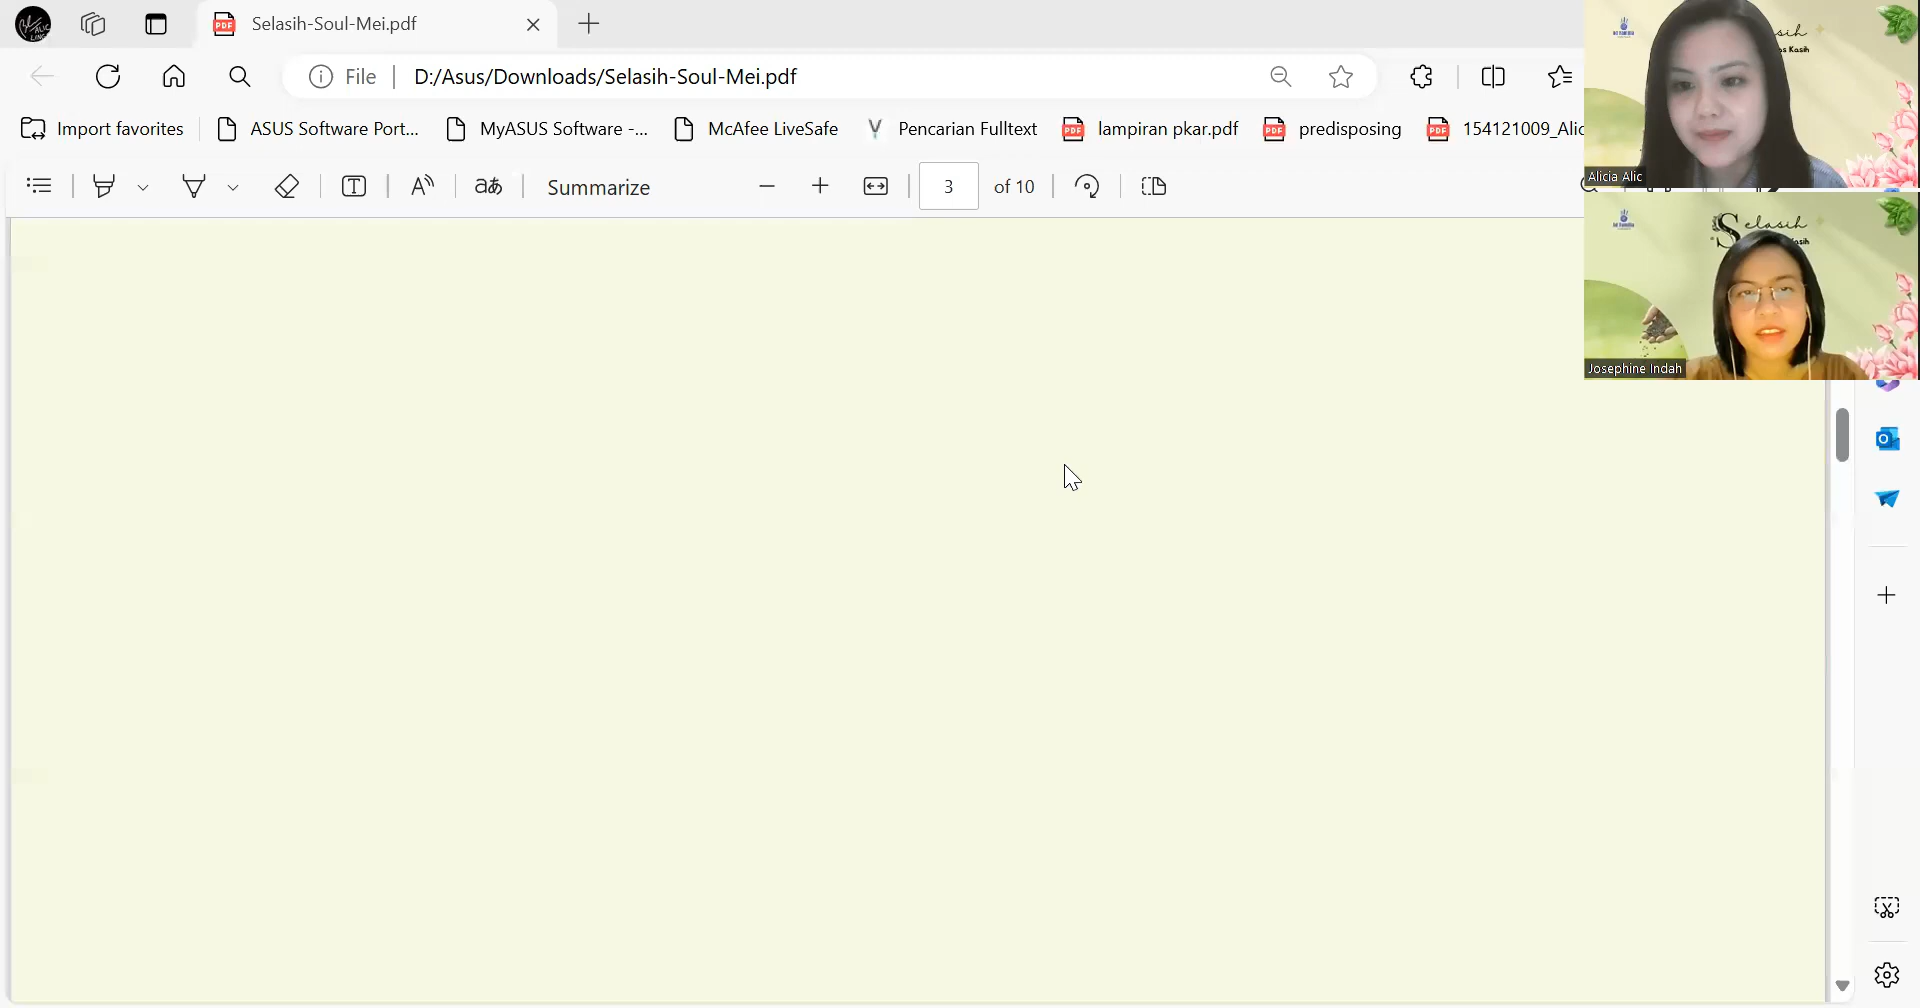 Selasih-Soul-Mei.pdf
File
D:/Asus/Downloads/Selasih-Soul-Mei.pdf
Import favorites
ASUS Software Port...
MyASUS Software -...
McAfee LiveSafe
Pencarian Fulltext
lampiran pkar.pdf
predisposing
154121009_Alic
Summarize
3
of 10
Alicia Alic
Selasih
Josephine Indah